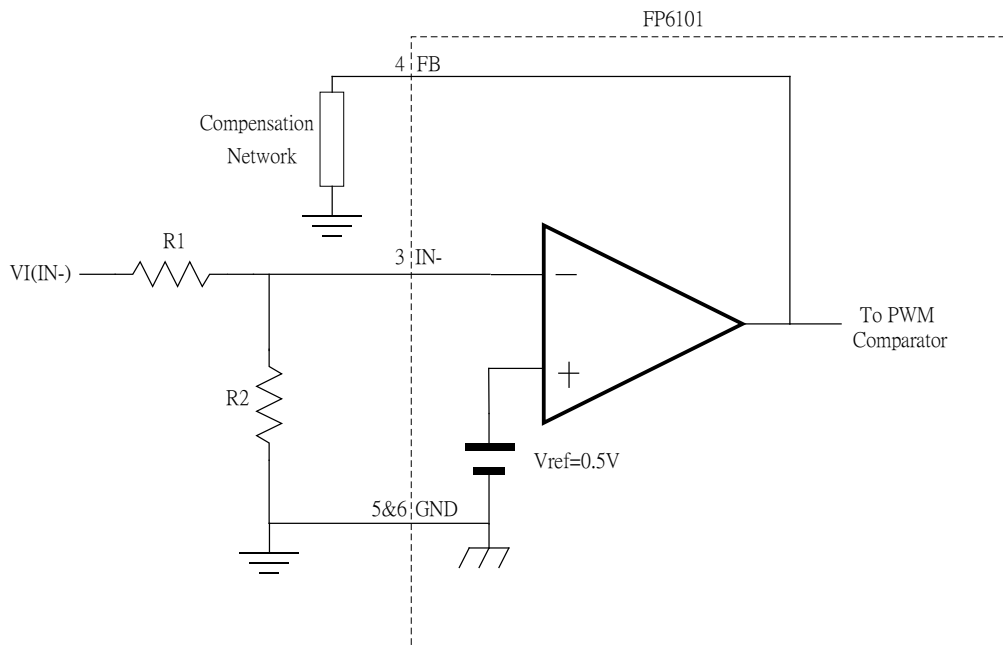 FP6101
4 FB
Compensation
Network
R1
3 IN-
VI(IN-)
−
To PWM
Comparator
+
R2
Vref=0.5V
5&6 GND